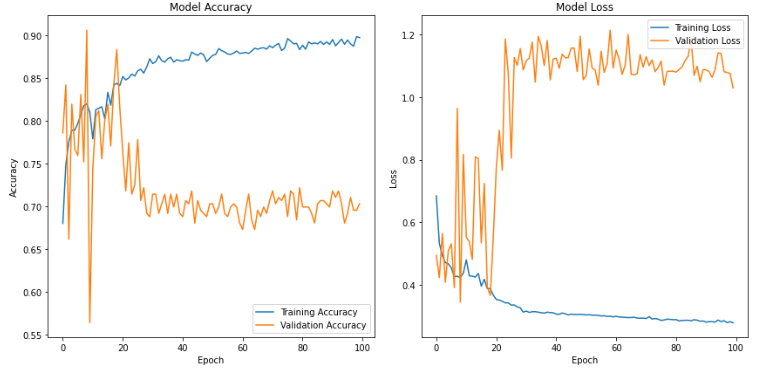 Model Accuracy
0.90
0.85
0.80
0.75
0.70
0.65
0.60
0.55
Accuracy
0
20
40
60
80
100
Epoch
Training Accuracy
Validation Accuracy
Model Loss
1.2
1.0
0.8
0.6
0.4
Loss
0
20
40
60
80
100
Epoch
Training Loss
Validation Loss